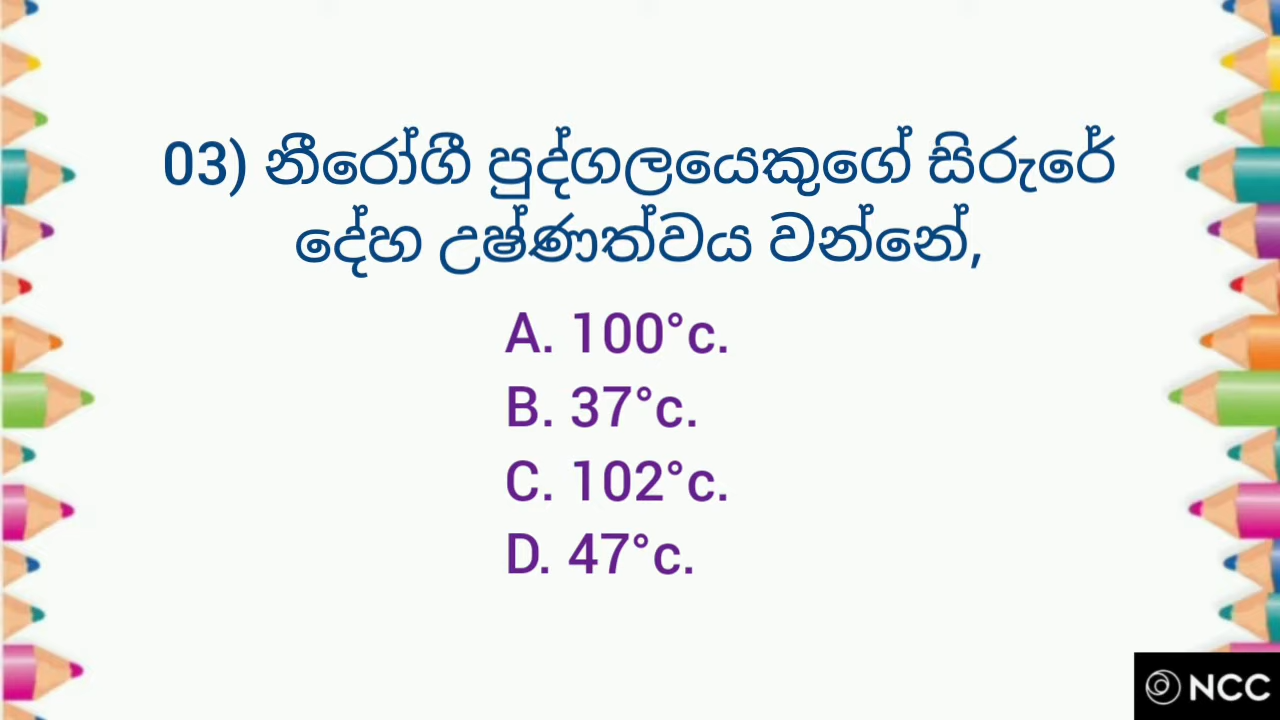 03) නීරෝගී පුද්ගලයෙකුගේ සිරුරේ
දේහ උෂ්ණත්වය වන්නේ,
A. 100°c.
B. 37°c.
C. 102°c.
D. 47°c.
NCC